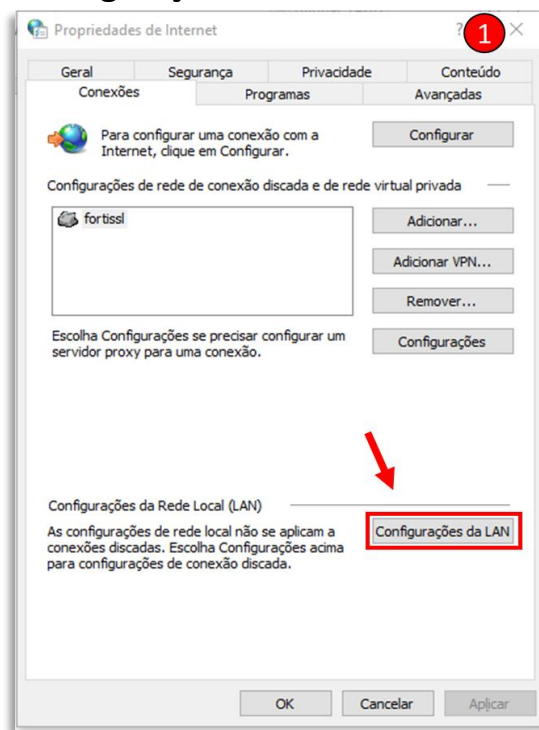 Propriedades de Internet
?
1
Geral
Segurança
Privacidade
Conteúdo
Conexões
Programas
Avançadas
Para configurar uma conexão com a
Internet, clique em Configurar.
Configurar
Configurações de rede de conexão discada e de rede virtual privada
fortissl
Adicionar...
Adicionar VPN...
Remover...
Escolha Configurações se precisar configurar um
servidor proxy para uma conexão.
Configurações
Configurações da Rede Local (LAN)
As configurações de rede local não se aplicam a
conexões discadas. Escolha Configurações acima
para configurações de conexão discada.
Configurações da LAN
OK
Cancelar
Aplicar